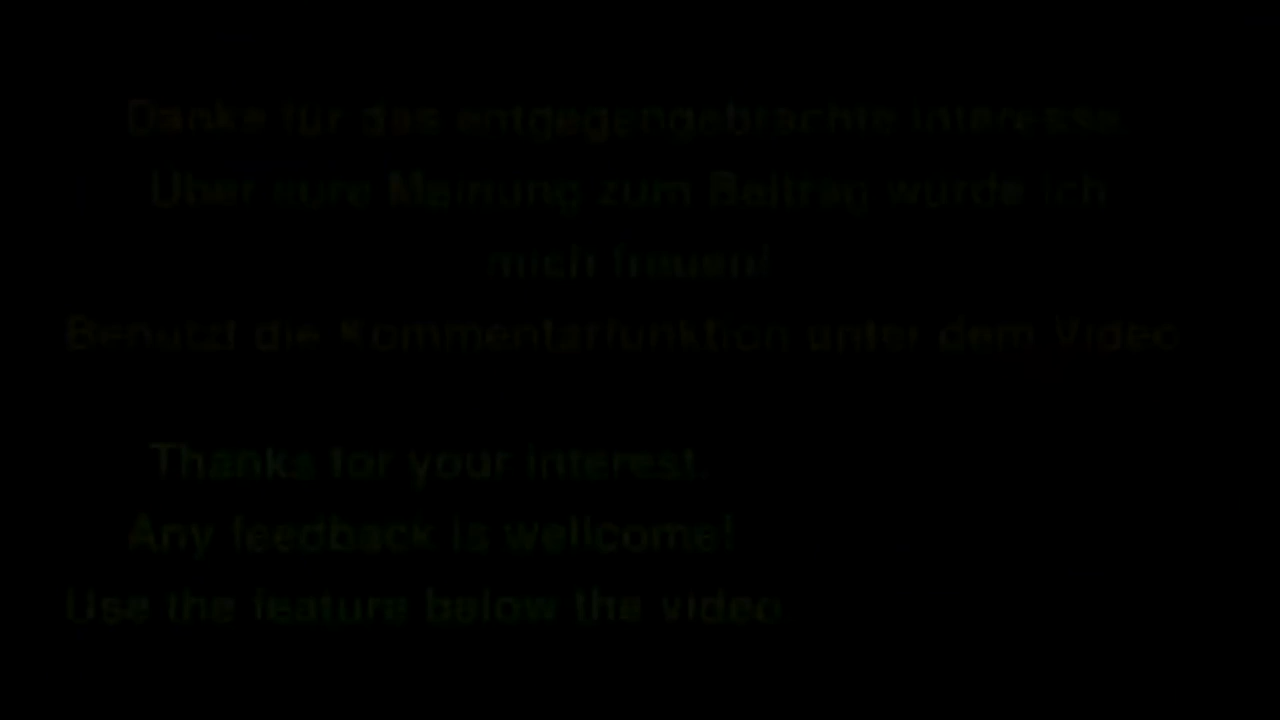 Danke für das entgegengebrachte Interesse.
Über eure Meinung zum Beitrag würde ich
mich freuen!
Benutzt die Kommentarfunktion unter dem Video
Thanks for your interest.
Any feedback is wellcome!
Use the feature below the video.